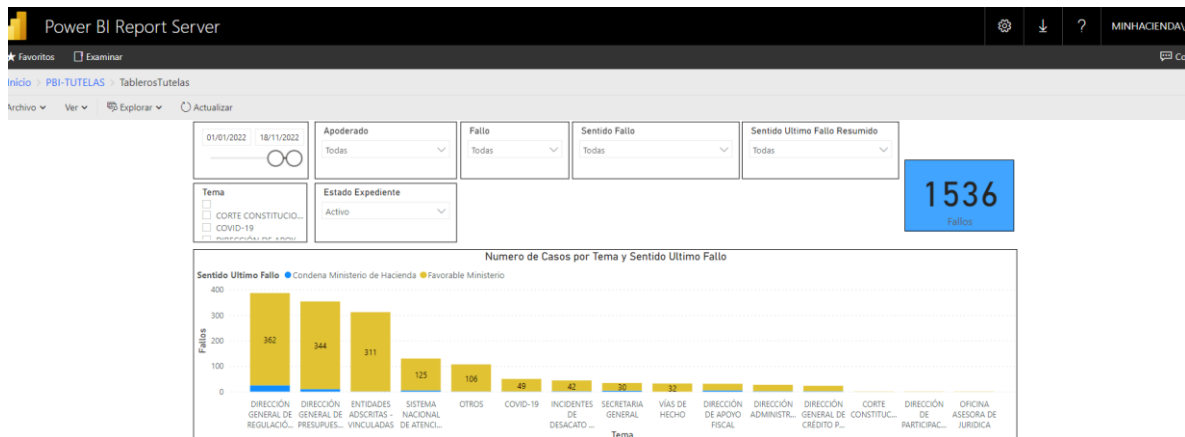 Power BI Report Server
MINHACIENDA\
Favoritos Examinar
Inicio > PBI-TUTELAS > TablerosTutelas
Archivo Ver Explorar Actualizar
01/01/2022 18/11/2022
Apoderado
Todas
Fallo
Todas
Sentido Fallo
Todas
Sentido Ultimo Fallo Resumido
Todas
Tema
CORTE CONSTITUCIO...
COVID-19
Estado Expediente
Activo
1536
Fallos
Numero de Casos por Tema y Sentido Ultimo Fallo
Sentido Ultimo Fallo Condena Ministerio de Hacienda Favorable Ministerio
Fallos
400
300
200
100
0
362
344
311
125
106
49
42
30
32
DIRECCIÓN GENERAL DE REGULACIÓ...
DIRECCIÓN GENERAL DE PRESUPUES...
ENTIDADES ADSCRITAS - VINCULADAS
SISTEMA NACIONAL DE ATENCI...
OTROS
COVID-19
INCIDENTES DE DESACATO ...
SECRETARIA GENERAL
VÍAS DE HECHO
DIRECCIÓN DE APOYO FISCAL
DIRECCIÓN ADMINISTR...
DIRECCIÓN GENERAL DE CRÉDITO P...
CORTE CONSTITUC...
DIRECCIÓN DE PARTICIPAC...
OFICINA ASESORA DE JURIDICA
Tema